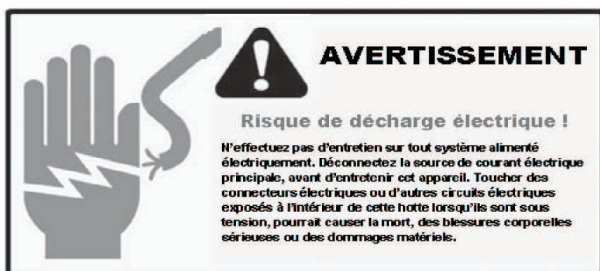 AVERTISSEMENT
Risque de décharge électrique !
N'effectuez pas d'entretien sur tout système alimenté
électriquement. Déconnectez la source de courant électrique
principale, avant d'entretenir cet appareil. Toucher des
connecteurs électriques ou d'autres circuits électriques
exposés à l'intérieur de cette hotte lorsqu'ils sont sous
tension, pourrait causer la mort, des blessures corporelles
sérieuses ou des dommages matériels.